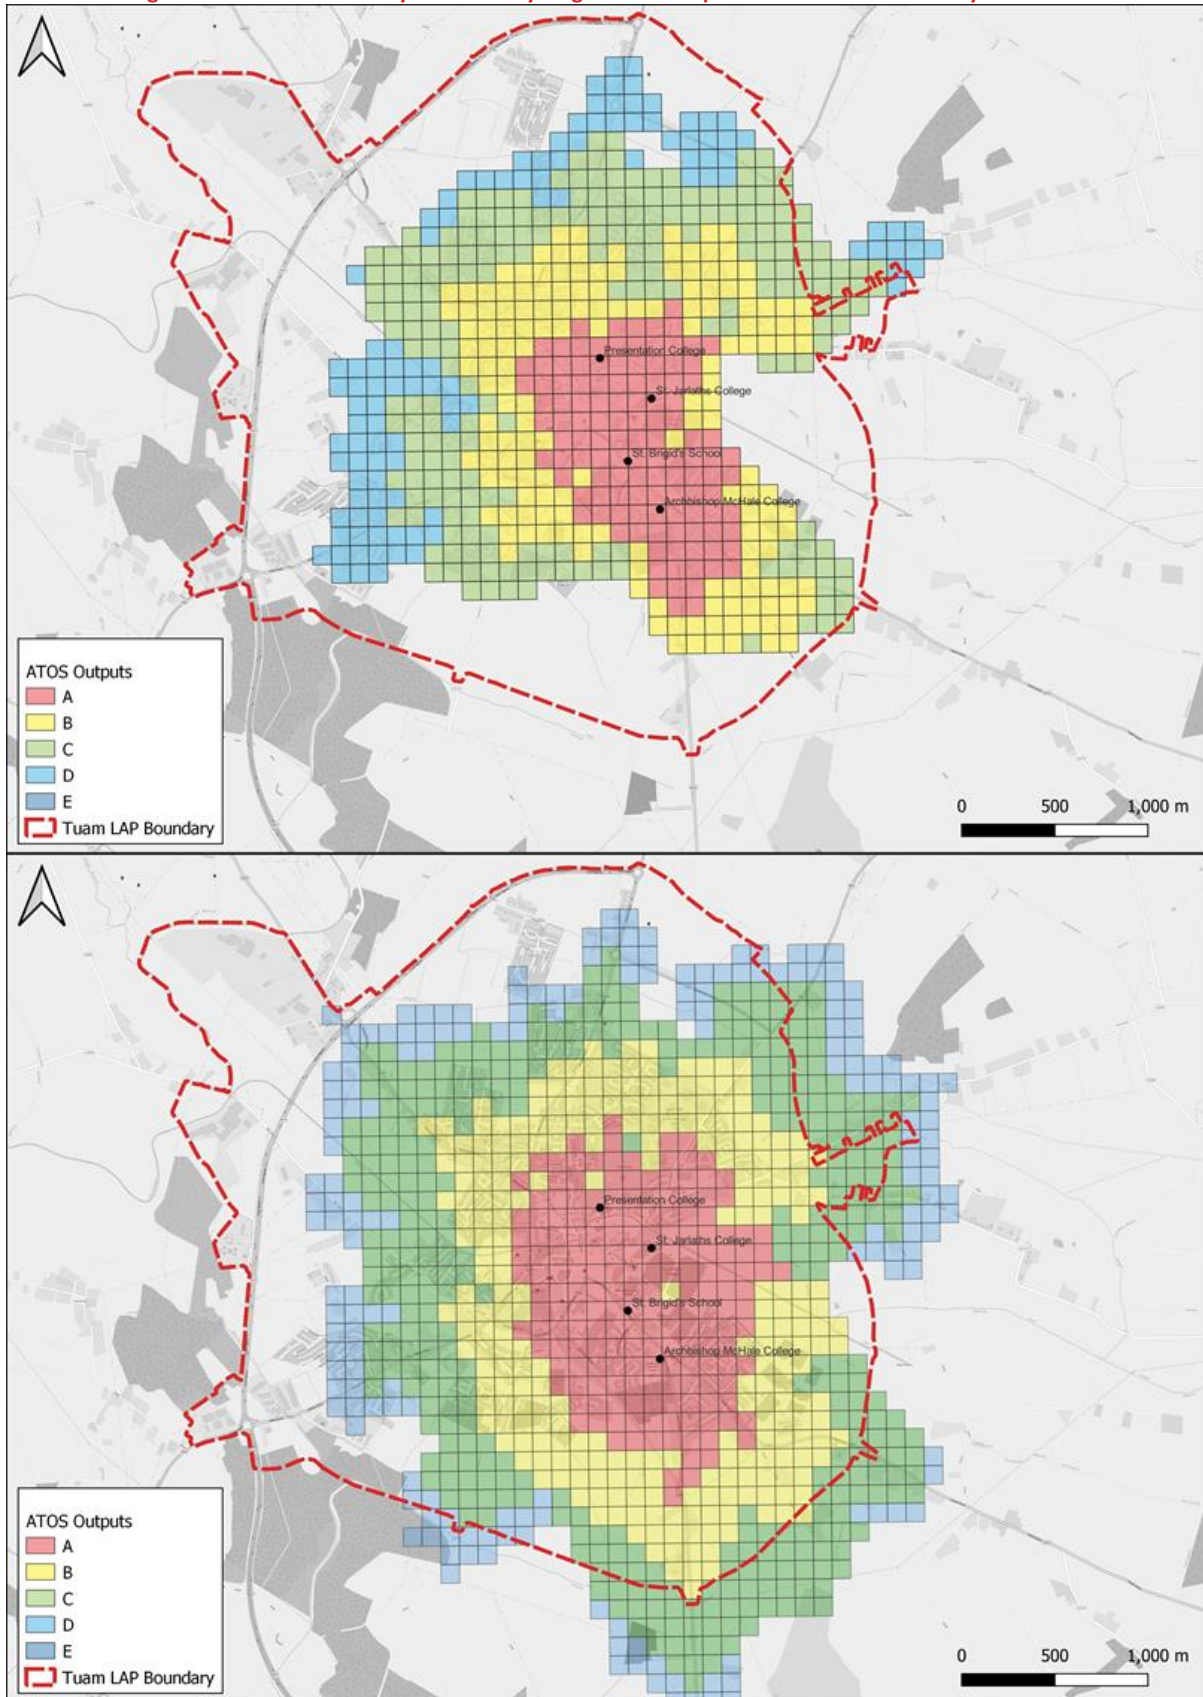 Presentation College
St. Jarlaths College
St. Brigid's School
Archbishop McHale College
ATOS Outputs
A
B
C
D
E
Tuam LAP Boundary
0 500 1,000 m
Presentation College
St. Jarlaths College
St. Brigid's School
Archbishop McHale College
ATOS Outputs
A
B
C
D
E
Tuam LAP Boundary
0 500 1,000 m